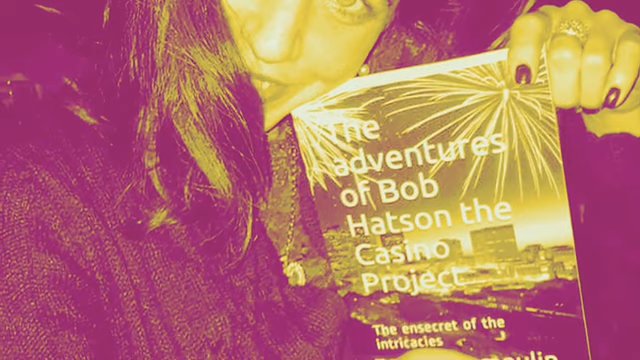 The
adventures
of Bob
Hatson the
Casino
Project
The ensecret of the
intricacies